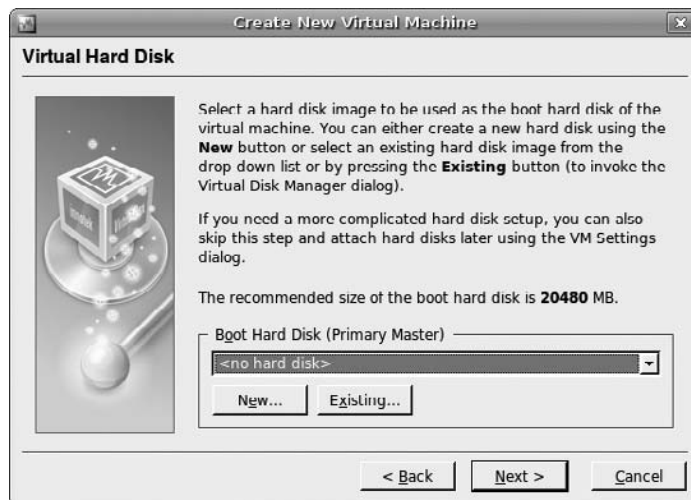 Create New Virtual Machine
Virtual Hard Disk
Select a hard disk image to be used as the boot hard disk of the
virtual machine. You can either create a new hard disk using the
New button or select an existing hard disk image from the
drop down list or by pressing the Existing button (to invoke the
Virtual Disk Manager dialog).
If you need a more complicated hard disk setup, you can also
skip this step and attach hard disks later using the VM Settings
dialog.
The recommended size of the boot hard disk is 20480 MB.
Boot Hard Disk (Primary Master)
<no hard disk>
New... Existing...
< Back Next > Cancel